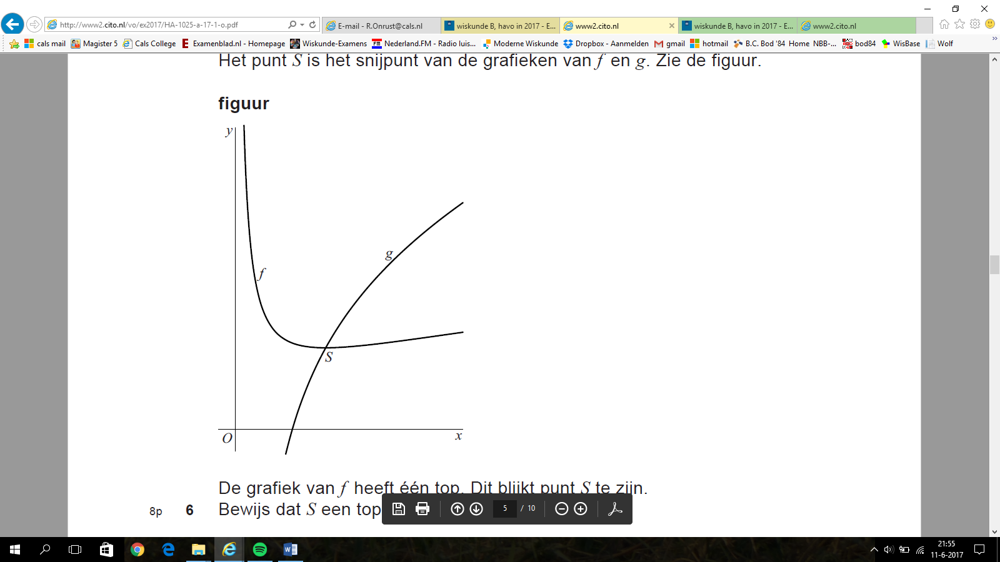 http://www2.cito.nl/vo/ex2017/HA-1025-a-17-1-o.pdf
E-mail - R.Onrust@cals.nl
wiskunde B, havo in 2017 - E...
www2.cito.nl
wiskunde B, havo in 2017 - E...
www2.cito.nl
cals mail
Magister 5
Cals College
Examenblad.nl - Homepage
Wiskunde-Examens
Nederland.FM - Radio luis...
Moderne Wiskunde
Dropbox - Aanmelden
gmail
hotmail
B.C. Bod '84 Home NBB-...
bod84
WisBase
Wolf
Het punt S is het snijpunt van de grafieken van f en g. Zie de figuur.
figuur
y
g
f
S
O
x
De grafiek van f heeft één top. Dit blijkt punt S te zijn.
8p 6 Bewijs dat S een top
5 / 10
21:55
11-6-2017